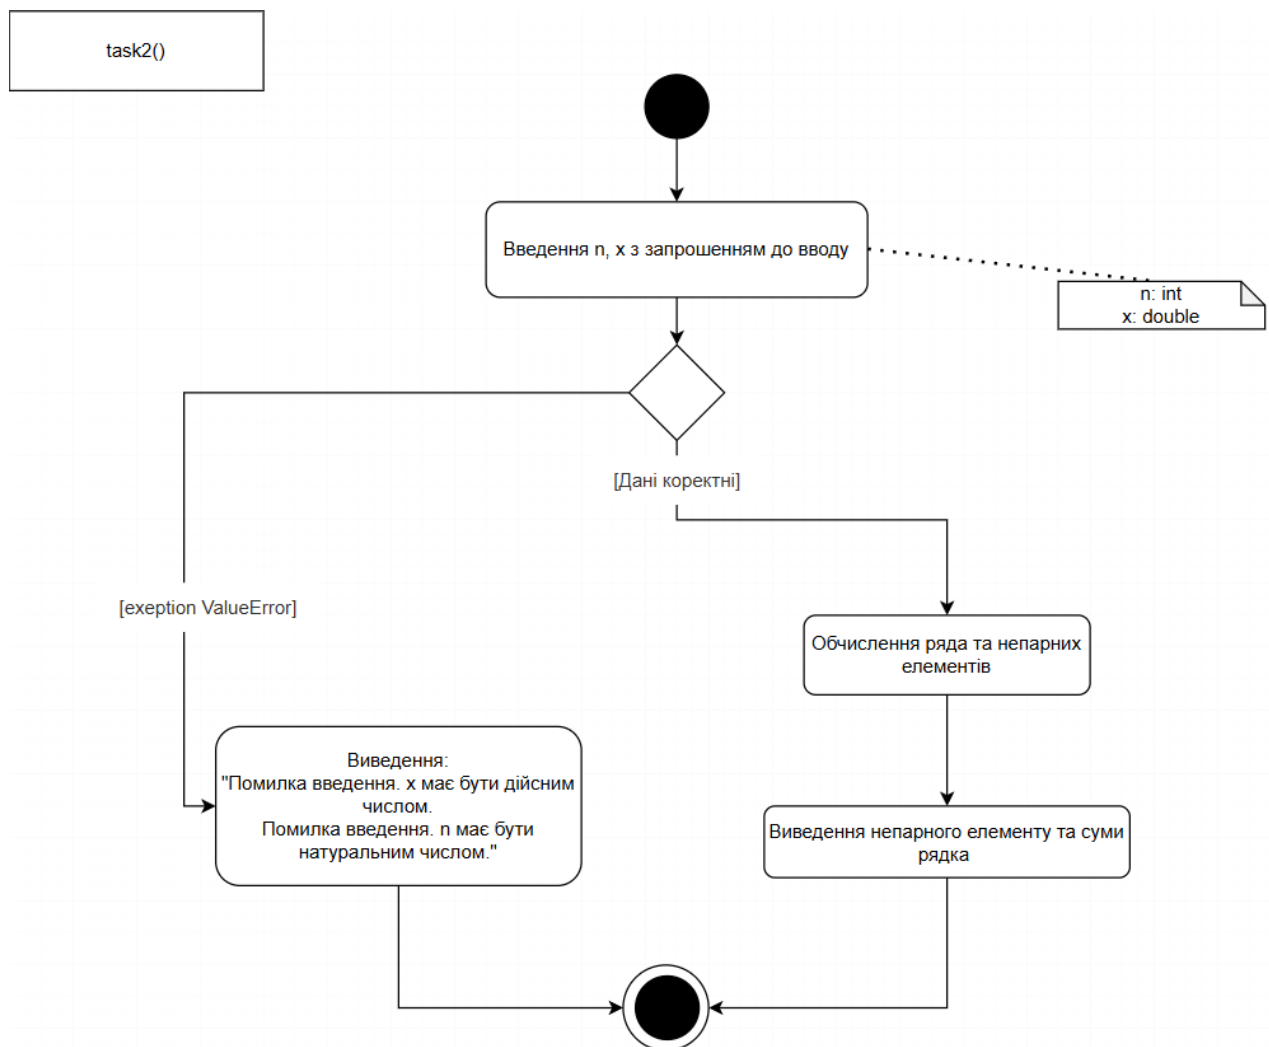 task2()
Введення n, x з запрошенням до вводу
n: int
x: double
[Дані коректні]
[exeption ValueError]
Обчислення ряда та непарних
елементів
Виведення:
"Помилка введення. x має бути дійсним
числом.
Помилка введення. n має бути
натуральним числом."
Виведення непарного елементу та суми
рядка